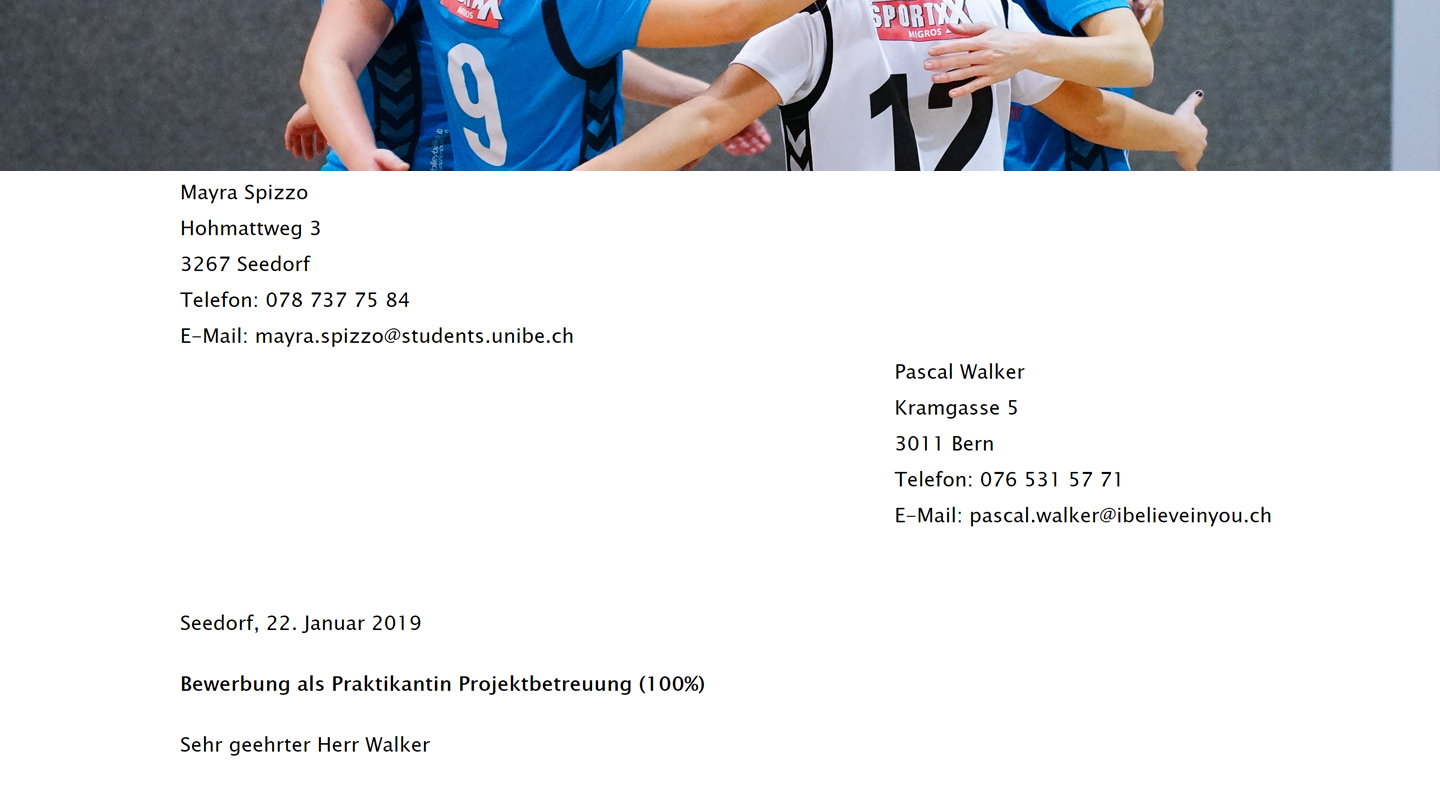 SPORTXX
MIGROS
MIGROS
9
12
Mayra Spizzo
Hohmattweg 3
3267 Seedorf
Telefon: 078 737 75 84
E-Mail: mayra.spizzo@students.unibe.ch
Pascal Walker
Kramgasse 5
3011 Bern
Telefon: 076 531 57 71
E-Mail: pascal.walker@ibelieveinyou.ch
Seedorf, 22. Januar 2019
Bewerbung als Praktikantin Projektbetreuung (100%)
Sehr geehrter Herr Walker